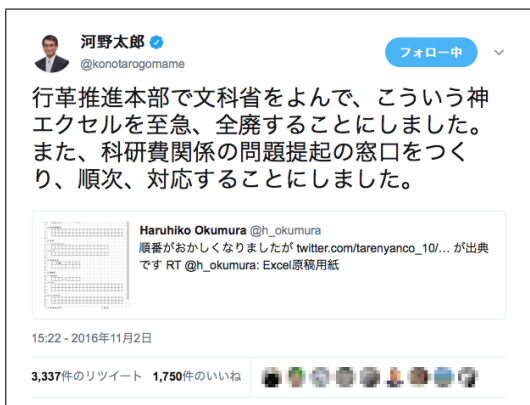 河野太郎
@konotarogomame
フォロー中
行革推進本部で文科省をよんで、こういう神
エクセルを至急、全廃することにしました。
また、科研費関係の問題提起の窓口をつく
り、順次、対応することにしました。
Haruhiko Okumura @h_okumura
順番がおかしくなりましたが twitter.com/tarenyanco_10/... が出典
です RT @h_okumura: Excel原稿用紙
15:22 - 2016年11月2日
3,337件のリツイート 1,750件のいいね